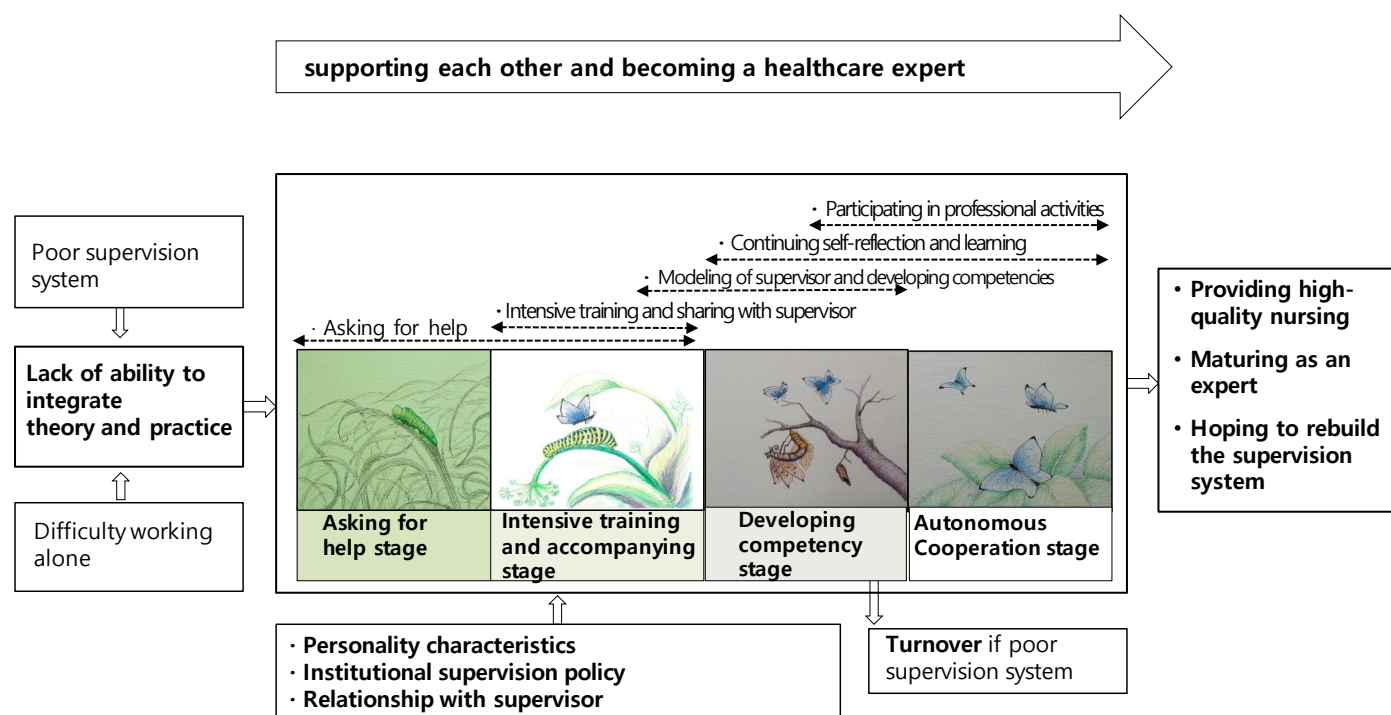 supporting each other and becoming a healthcare expert
· Participating in professional activities
· Continuing self-reflection and learning
· Modeling of supervisor and developing competencies
· Intensive training and sharing with supervisor
· Asking for help
Poor supervision
system
Lack of ability to
integrate
theory and practice
Difficulty working
alone
Asking for
help stage
Intensive training
and accompanying
stage
Developing
competency
stage
Autonomous
Cooperation stage
• Providing high-
quality nursing
• Maturing as an
expert
• Hoping to rebuild
the supervision
system
· Personality characteristics
· Institutional supervision policy
· Relationship with supervisor
Turnover if poor
supervision system